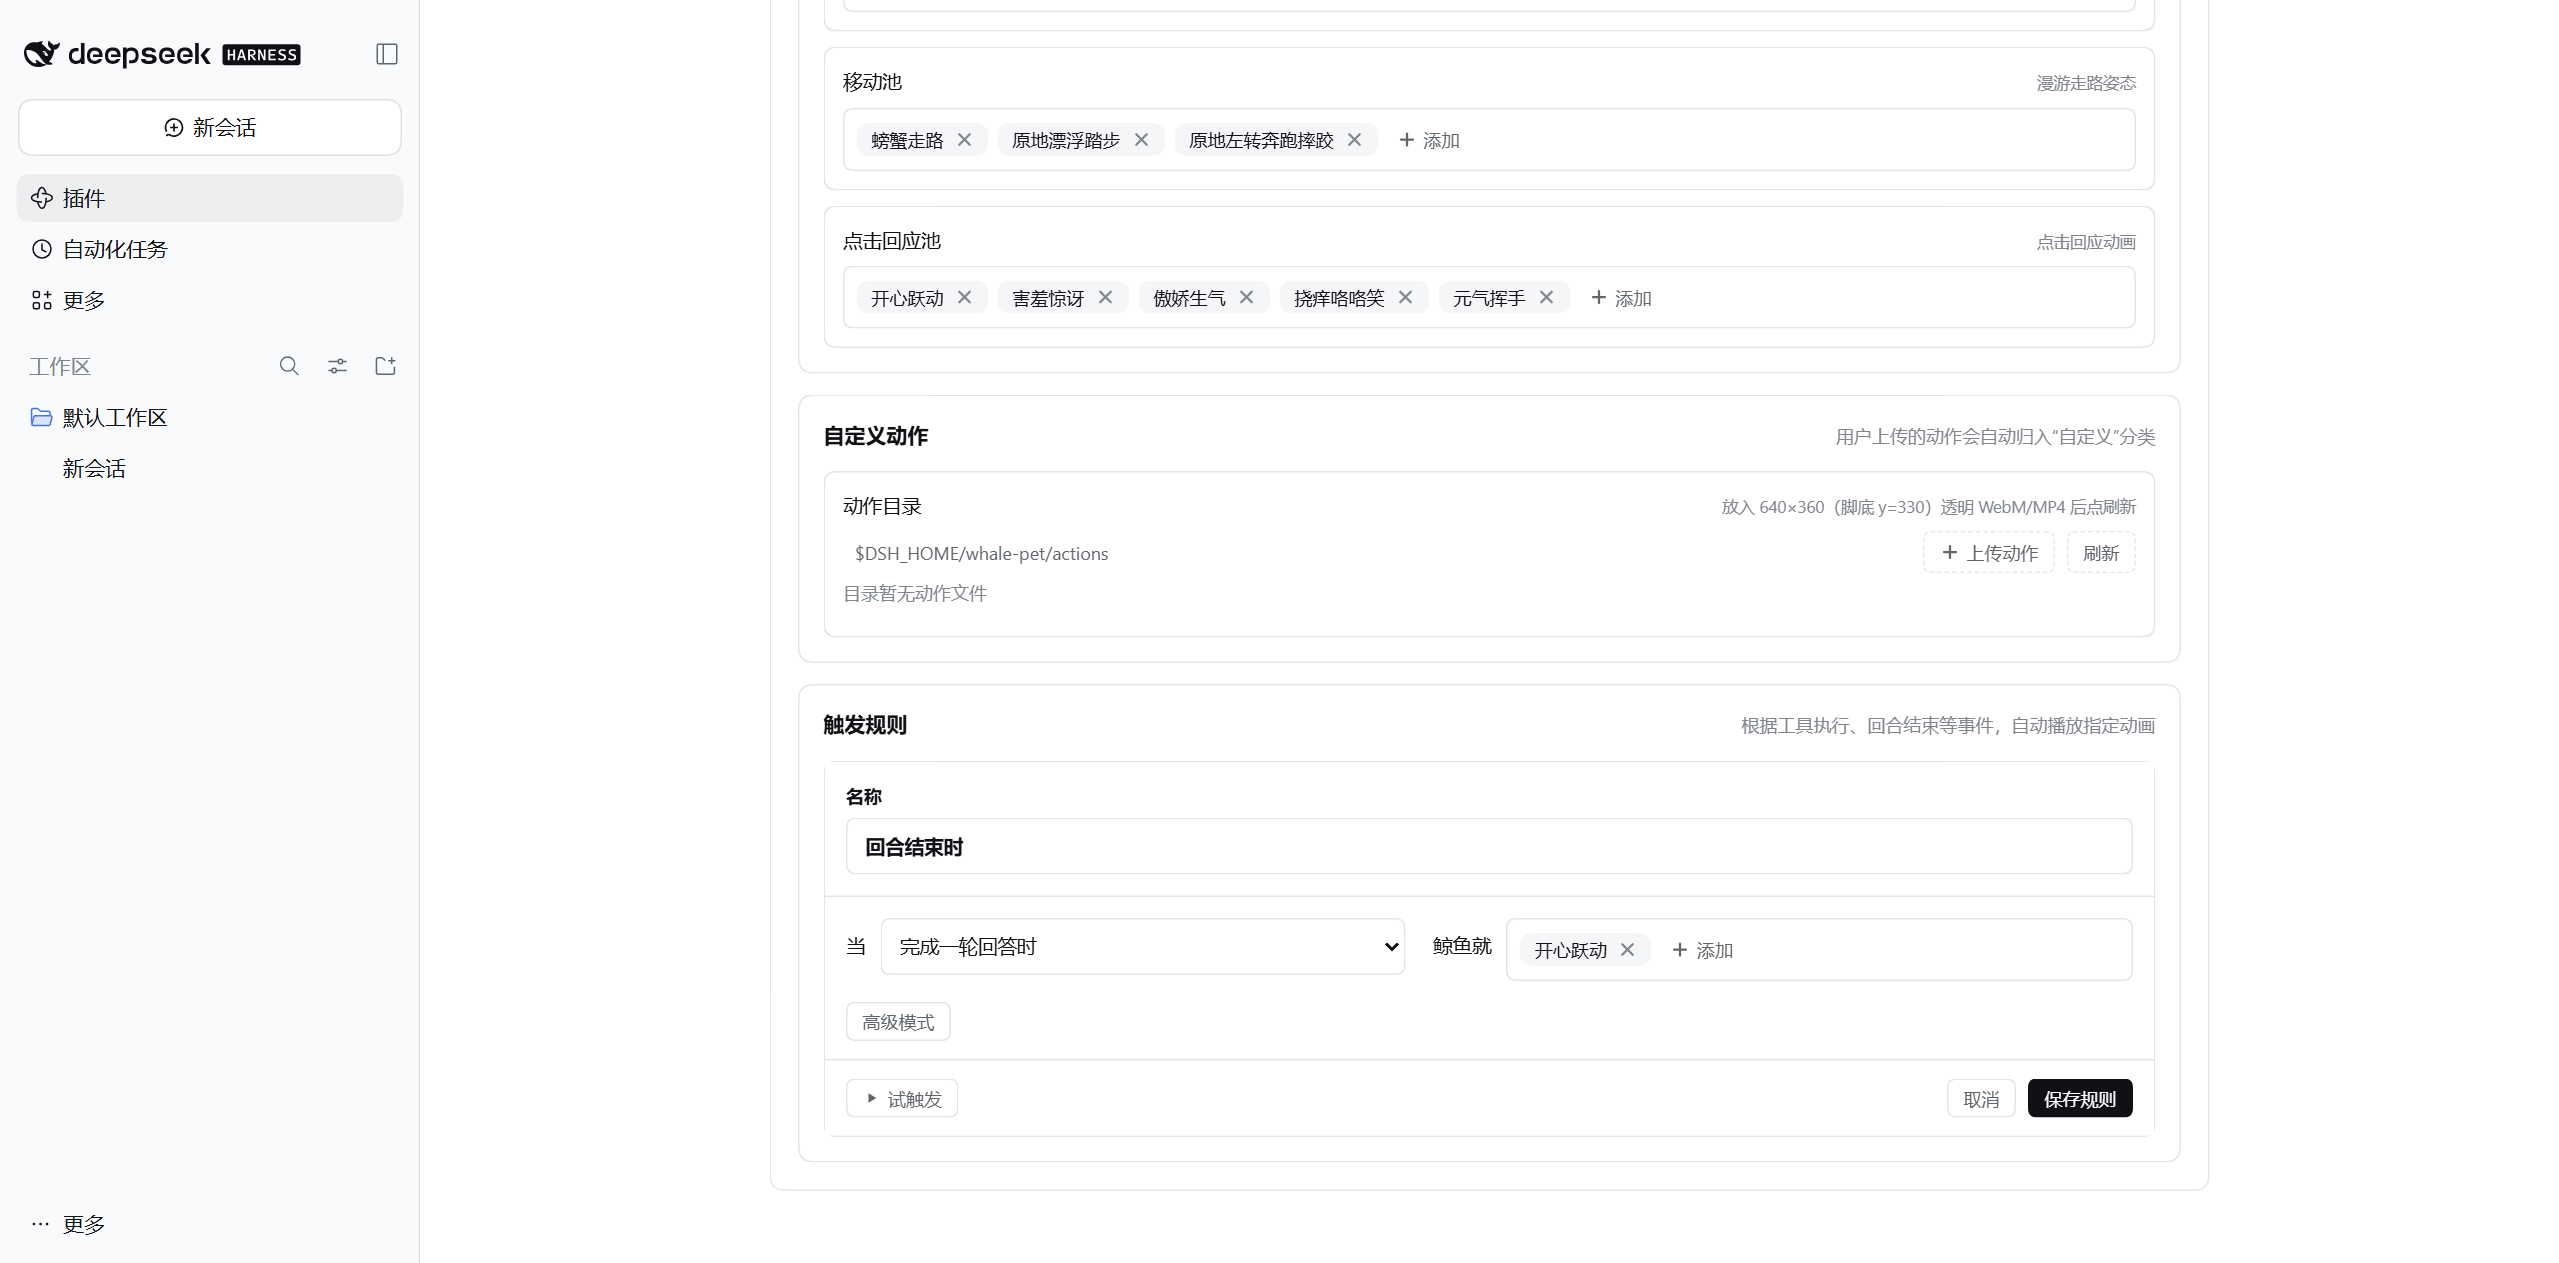 deepseek HARNESS
新会话
插件
自动化任务
更多
工作区
默认工作区
新会话
更多
移动池
漫游走路姿态
螃蟹走路 原地漂浮踏步 原地左转奔跑摔跤 添加
点击回应池
点击回应动画
开心跃动 害羞惊讶 傲娇生气 挠痒咯咯笑 元气挥手 添加
自定义动作
用户上传的动作会自动归入“自定义”分类
动作目录
放入 640×360（脚底 y=330）透明 WebM/MP4 后点刷新
$DSH_HOME/whale-pet/actions
上传动作 刷新
目录暂无动作文件
触发规则
根据工具执行、回合结束等事件，自动播放指定动画
名称
回合结束时
当 完成一轮回答时 鲸鱼就 开心跃动 添加
高级模式
试触发
取消 保存规则